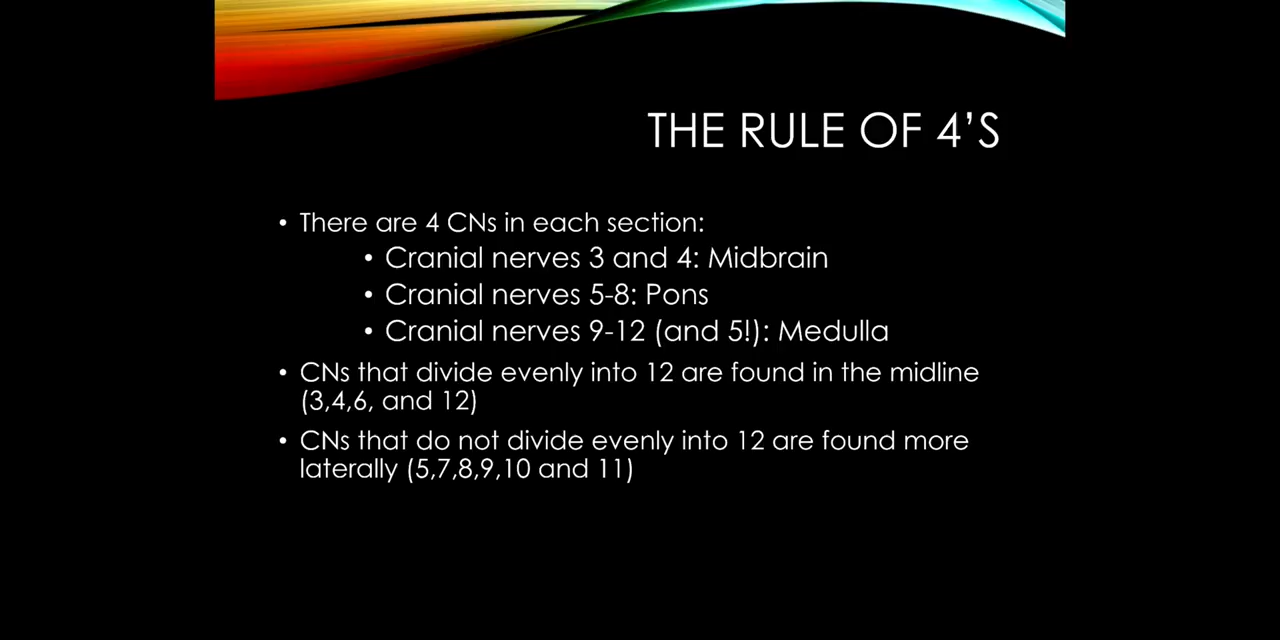 THE RULE OF 4'S
• There are 4 CNs in each section:
• Cranial nerves 3 and 4: Midbrain
• Cranial nerves 5-8: Pons
• Cranial nerves 9-12 (and 5!): Medulla
• CNs that divide evenly into 12 are found in the midline
(3,4,6, and 12)
• CNs that do not divide evenly into 12 are found more
laterally (5,7,8,9,10 and 11)